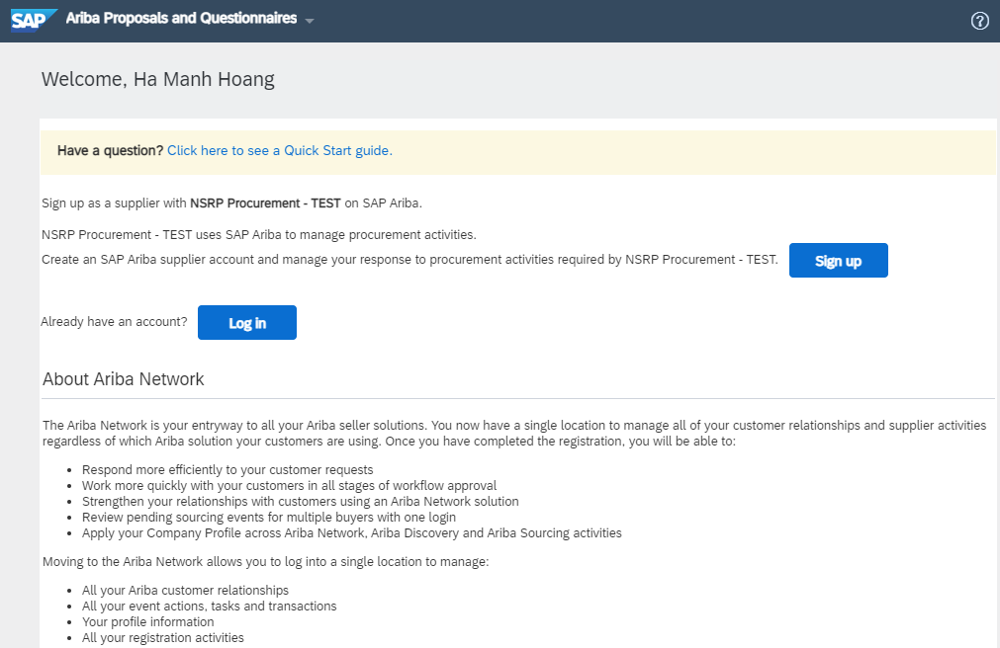 SAP Ariba Proposals and Questionnaires
Welcome, Ha Manh Hoang
Have a question? Click here to see a Quick Start guide.
Sign up as a supplier with NSRP Procurement - TEST on SAP Ariba.
NSRP Procurement - TEST uses SAP Ariba to manage procurement activities.
Create an SAP Ariba supplier account and manage your response to procurement activities required by NSRP Procurement - TEST. Sign up
Already have an account? Log in
About Ariba Network
The Ariba Network is your entryway to all your Ariba seller solutions. You now have a single location to manage all of your customer relationships and supplier activities
regardless of which Ariba solution your customers are using. Once you have completed the registration, you will be able to:
• Respond more efficiently to your customer requests
• Work more quickly with your customers in all stages of workflow approval
• Strengthen your relationships with customers using an Ariba Network solution
• Review pending sourcing events for multiple buyers with one login
• Apply your Company Profile across Ariba Network, Ariba Discovery and Ariba Sourcing activities
Moving to the Ariba Network allows you to log into a single location to manage:
• All your Ariba customer relationships
• All your event actions, tasks and transactions
• Your profile information
• All your registration activities